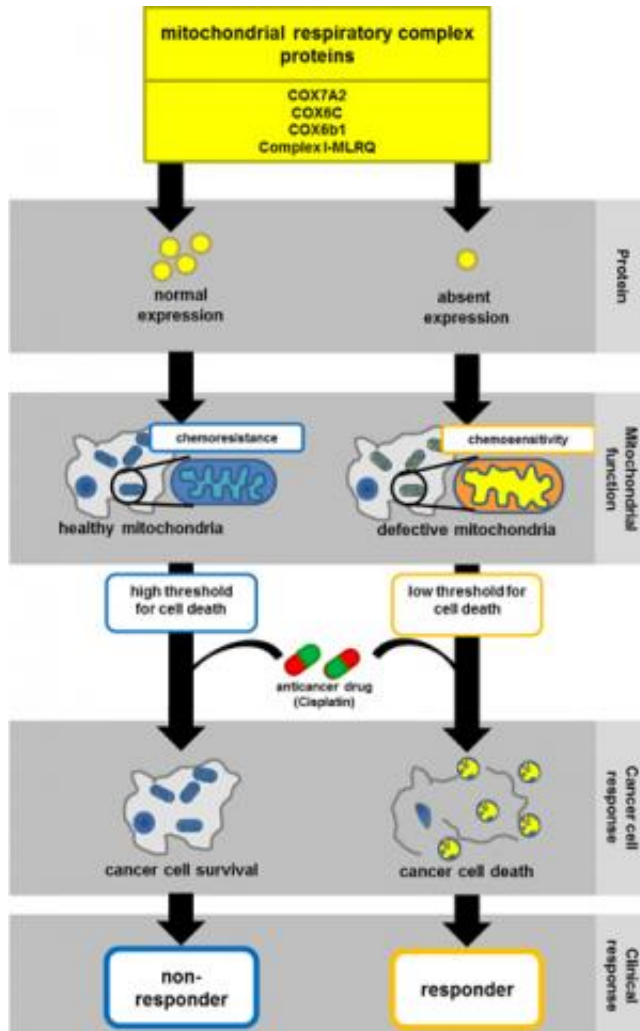 mitochondrial respiratory complex
proteins
COX7A2
COX6C
COX6b1
Complex I-MLRQ
normal
expression
absent
expression
Protein
chemoresistance
chemosensitivity
healthy mitochondria
defective mitochondria
Mitochondrial
function
high threshold
for cell death
low threshold for
cell death
anticancer drug
(Cisplatin)
cancer cell survival
cancer cell death
Cancer cell
response
non-
responder
responder
Clinical
response